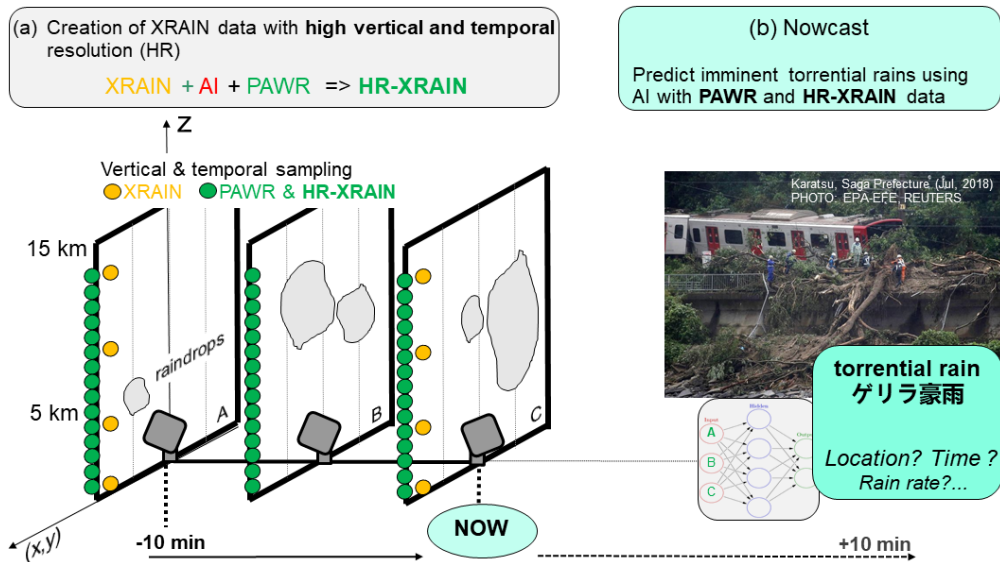 (a) Creation of XRAIN data with high vertical and temporal
resolution (HR)
XRAIN + AI + PAWR => HR-XRAIN
(b) Nowcast
Predict imminent torrential rains using
AI with PAWR and HR-XRAIN data
Z
Vertical & temporal sampling
XRAIN PAWR & HR-XRAIN
Karatsu, Saga Prefecture (Jul, 2018)
PHOTO: EPA-EFE, REUTERS
15 km
5 km
raindrops
A
B
C
torrential rain
ゲリラ豪雨
Location? Time ?
Rain rate?...
Input
Hidden
Output
A
B
C
(x,y)
-10 min
NOW
+10 min